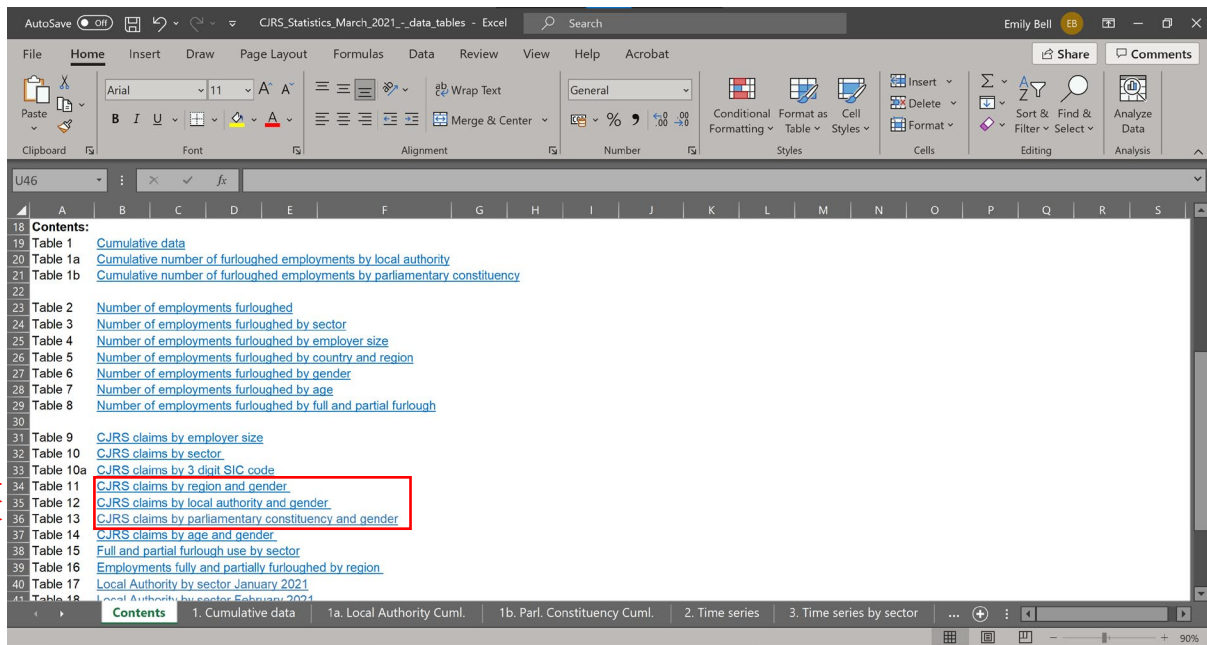 AutoSave Off CJRS_Statistics_March_2021_-_data_tables - Excel Search Emily Bell EB
File Home Insert Draw Page Layout Formulas Data Review View Help Acrobat Share Comments
Arial 11 A^ A˅ Wrap Text General Insert
Paste B I U A Merge & Center % Conditional Formatting Format as Table Cell Styles Delete Format Sort & Filter Find & Select Analyze Data
Clipboard Font Alignment Number Styles Cells Editing Analysis
U46 fx
A B C D E F G H I J K L M N O P Q R S
18 Contents:
19 Table 1 Cumulative data
20 Table 1a Cumulative number of furloughed employments by local authority
21 Table 1b Cumulative number of furloughed employments by parliamentary constituency
22
23 Table 2 Number of employments furloughed
24 Table 3 Number of employments furloughed by sector
25 Table 4 Number of employments furloughed by employer size
26 Table 5 Number of employments furloughed by country and region
27 Table 6 Number of employments furloughed by gender
28 Table 7 Number of employments furloughed by age
29 Table 8 Number of employments furloughed by full and partial furlough
30
31 Table 9 CJRS claims by employer size
32 Table 10 CJRS claims by sector
33 Table 10a CJRS claims by 3 digit SIC code
34 Table 11 CJRS claims by region and gender
35 Table 12 CJRS claims by local authority and gender
36 Table 13 CJRS claims by parliamentary constituency and gender
37 Table 14 CJRS claims by age and gender
38 Table 15 Full and partial furlough use by sector
39 Table 16 Employments fully and partially furloughed by region
40 Table 17 Local Authority by sector January 2021
41 Table 18 Local Authority by sector February 2021
Contents 1. Cumulative data 1a. Local Authority Cuml. 1b. Parl. Constituency Cuml. 2. Time series 3. Time series by sector ...
90%